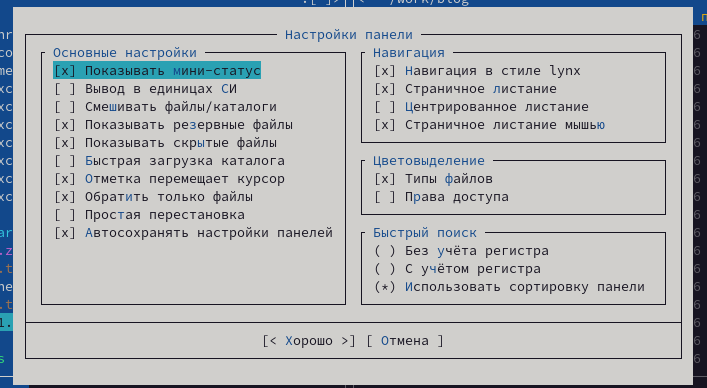 /work/blog
Настройки панели
Основные настройки
[x] Показывать мини-статус
[ ] Вывод в единицах СИ
[ ] Смешивать файлы/каталоги
[x] Показывать резервные файлы
[x] Показывать скрытые файлы
[ ] Быстрая загрузка каталога
[x] Отметка перемещает курсор
[x] Обратить только файлы
[ ] Простая перестановка
[x] Автосохранять настройки панелей
Навигация
[x] Навигация в стиле lynx
[x] Страничное листание
[ ] Центрированное листание
[x] Страничное листание мышью
Цветовыделение
[x] Типы файлов
[ ] Права доступа
Быстрый поиск
( ) Без учёта регистра
( ) С учётом регистра
(*) Использовать сортировку панели
[< Хорошо >] [ Отмена ]